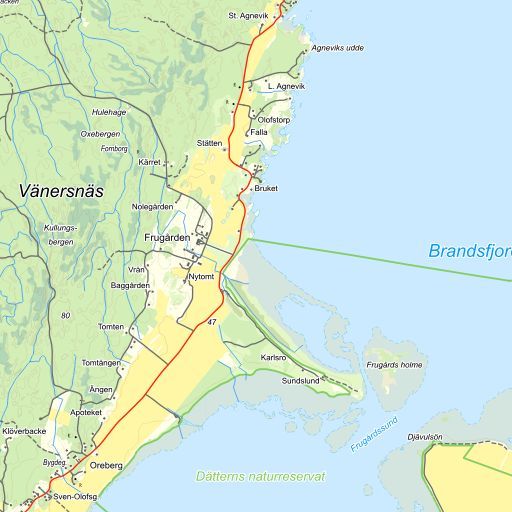 acken
St. Agnevik
Agneviks udde
L. Agnevik
R
Hulehage
Olofstorp
Oxebergen
Falla
Fornborg
Stätten
Kärret
Vänersnäs
Bruket
Nolegården
Kullungs-
bergen
Frugården
Brandsfjord
Vrån
Nytomt
Baggården
80
47
Tomten
Karlsro
Tomtängen
Frugårds holme
Sundslund
Ängen
Apoteket
Frugårdssund
Klöverbacke
Djävulsön
Bygdeg.
Oreberg
Dätterns naturreservat
R
Sven-Olofsg